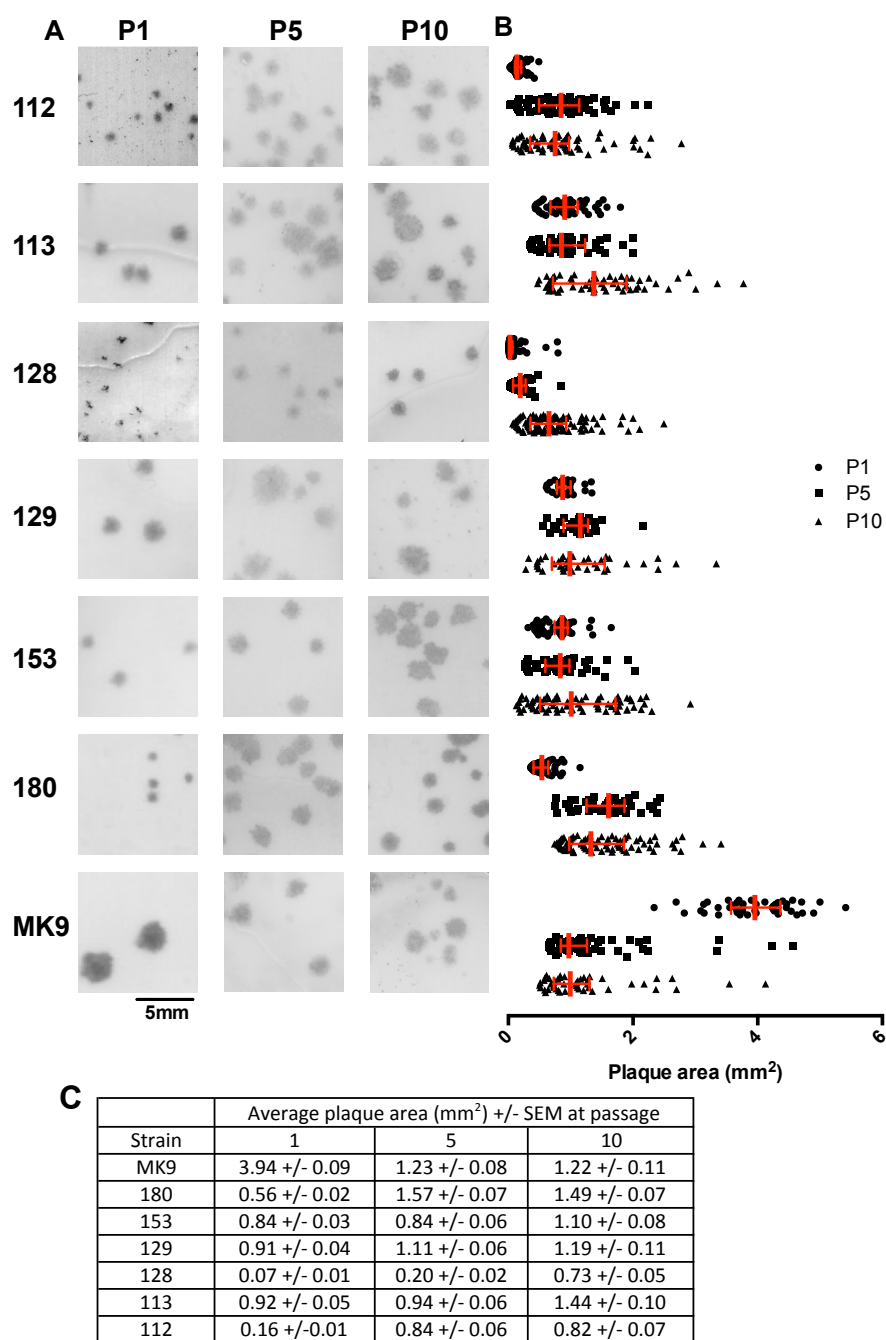 A P1 P5 P10 B
112
113
128
P1
P5
P10
129
153
180
MK9
5mm
0 2 4 6
Plaque area (mm²)
C
Average plaque area (mm²) +/- SEM at passage
Strain 1 5 10
MK9 3.94 +/- 0.09 1.23 +/- 0.08 1.22 +/- 0.11
180 0.56 +/- 0.02 1.57 +/- 0.07 1.49 +/- 0.07
153 0.84 +/- 0.03 0.84 +/- 0.06 1.10 +/- 0.08
129 0.91 +/- 0.04 1.11 +/- 0.06 1.19 +/- 0.11
128 0.07 +/- 0.01 0.20 +/- 0.02 0.73 +/- 0.05
113 0.92 +/- 0.05 0.94 +/- 0.06 1.44 +/- 0.10
112 0.16 +/-0.01 0.84 +/- 0.06 0.82 +/- 0.07